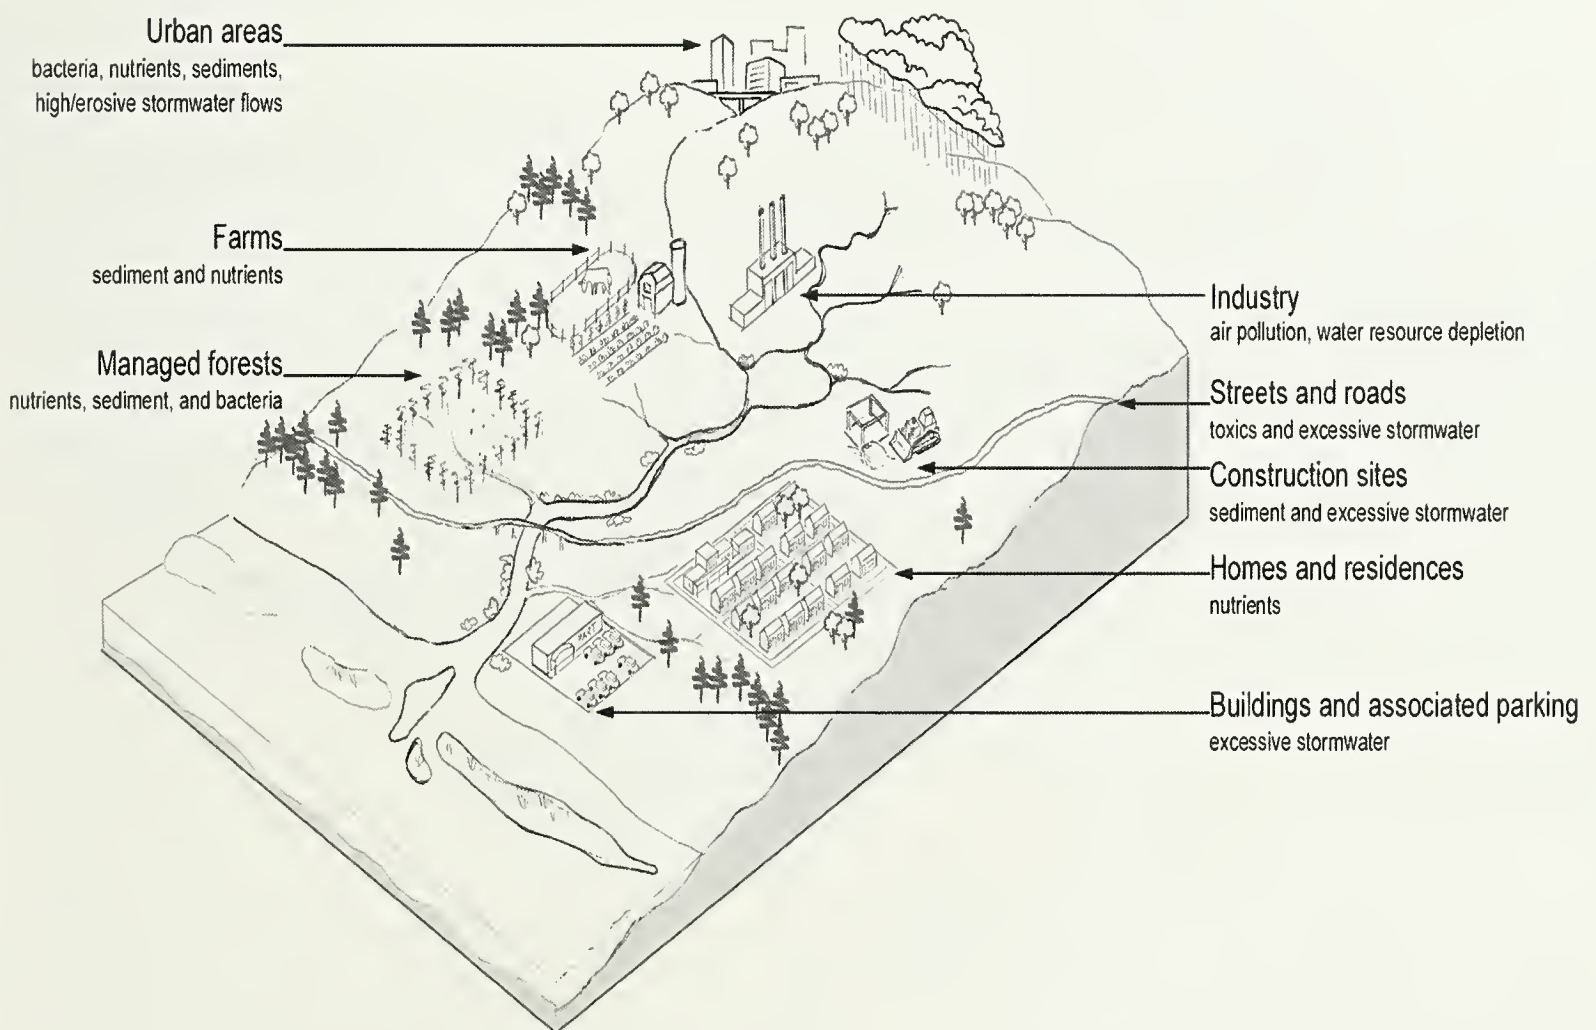 Urban areas
bacteria, nutrients, sediments,
high/erosive stormwater flows
Farms
sediment and nutrients
Managed forests
nutrients, sediment, and bacteria
Industry
air pollution, water resource depletion
Streets and roads
toxics and excessive stormwater
Construction sites
sediment and excessive stormwater
Homes and residences
nutrients
Buildings and associated parking
excessive stormwater
MART